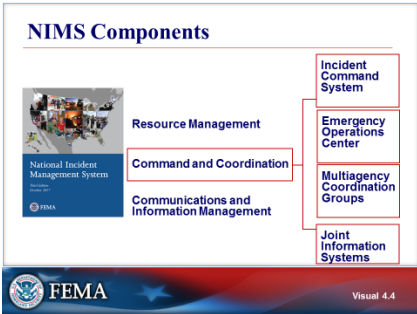 NIMS Components
National Incident
Management System
Third Edition
October 2017
FEMA
Resource Management
Command and Coordination
Communications and
Information Management
Incident
Command
System
Emergency
Operations
Center
Multiagency
Coordination
Groups
Joint
Information
Systems
FEMA
Visual 4.4